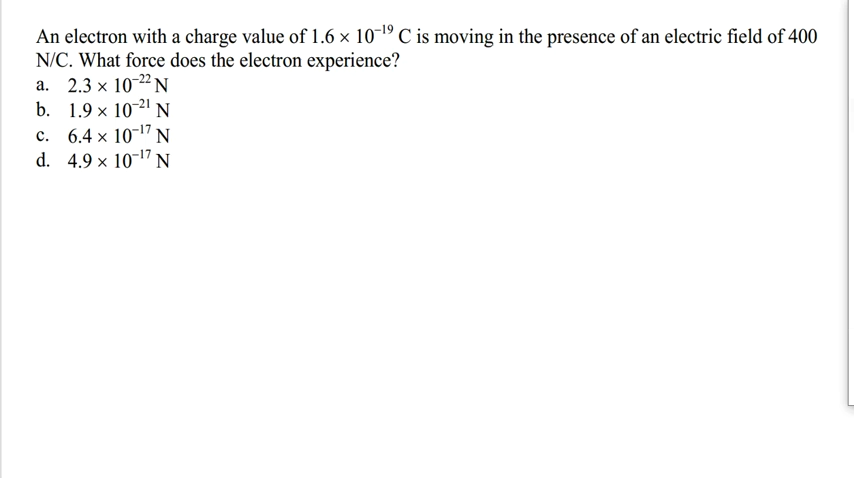 An electron with a charge value of 1.6 × 10⁻¹⁹ C is moving in the presence of an electric field of 400
N/C. What force does the electron experience?
a. 2.3 × 10⁻²² N
b. 1.9 × 10⁻²¹ N
c. 6.4 × 10⁻¹⁷ N
d. 4.9 × 10⁻¹⁷ N